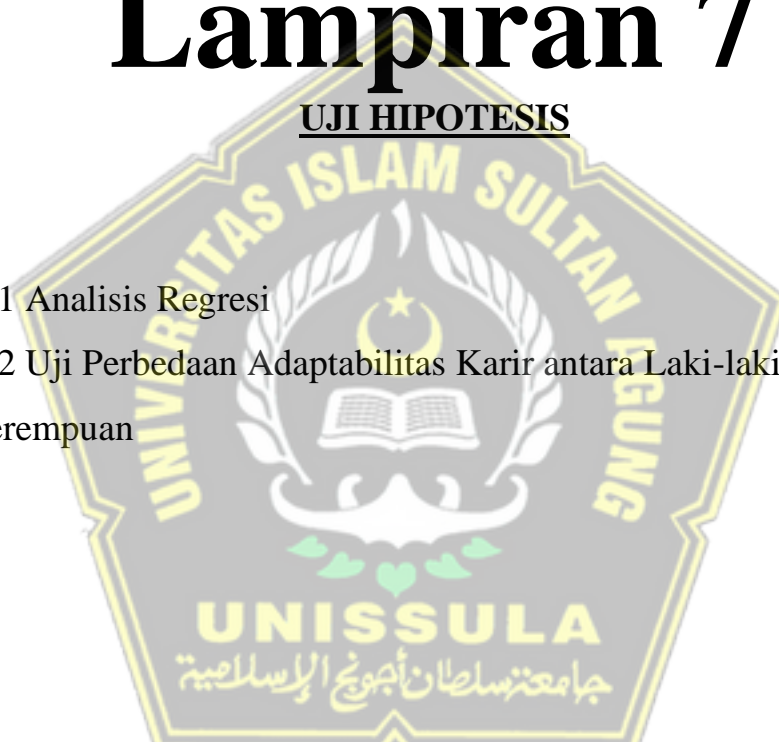 Lampiran 7
UJI HIPOTESIS
UNIVERSITAS ISLAM SULTAN AGUNG
1 Analisis Regresi
2 Uji Perbedaan Adaptabilitas Karir antara Laki-laki
erempuan
UNISSULA
جامعة سلطان أجونج الإسلامية